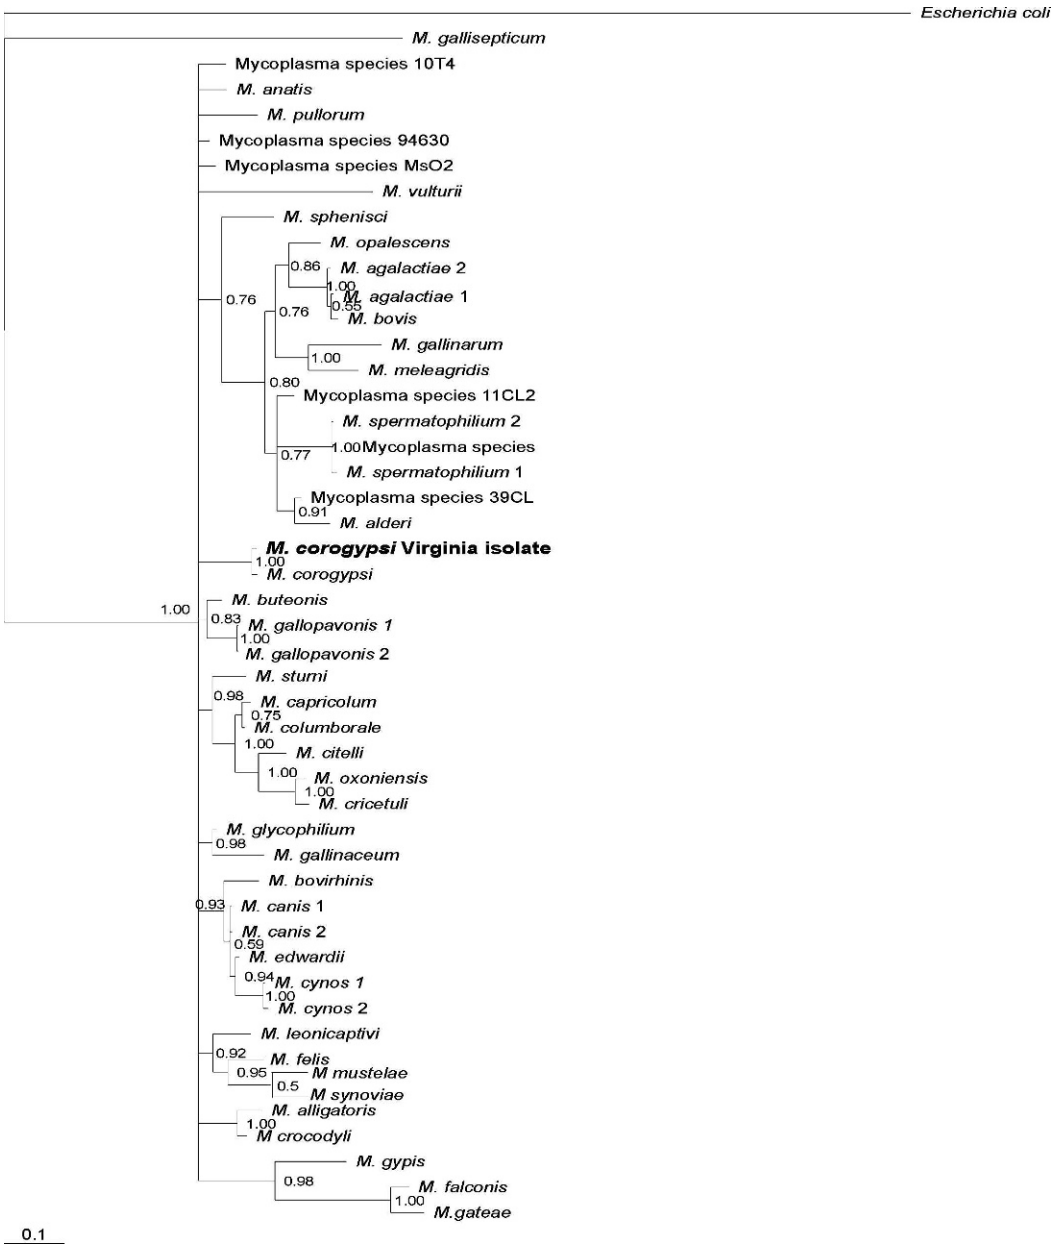 Escherichia coli
M. gallisepticum
Mycoplasma species 10T4
M. anatis
M. pullorum
Mycoplasma species 94630
Mycoplasma species MsO2
M. vulturii
M. sphenisci
M. opalescens
0.86
M. agalactiae 2
1.00
M. agalactiae 1
0.76
0.55
0.76
M. bovis
M. gallinarum
1.00
M. meleagridis
0.80
Mycoplasma species 11CL2
M. spermatophilium 2
1.00 Mycoplasma species
0.77
M. spermatophilium 1
Mycoplasma species 39CL
0.91
M. alderi
M. corogypsi Virginia isolate
1.00
M. corogypsi
M. buteonis
1.00
0.83
M. gallopavonis 1
1.00
M. gallopavonis 2
M. sturni
0.98
M. capricolum
0.75
M. columborale
1.00
M. citelli
1.00
M. oxoniensis
1.00
M. cricetuli
M. glycophilium
0.98
M. gallinaceum
M. bovirhinis
0.93
M. canis 1
M. canis 2
0.59
M. edwardii
0.94
M. cynos 1
1.00
M. cynos 2
M. leonicaptivi
0.92
M. felis
0.95
M mustelae
0.5
M synoviae
M. alligatoris
1.00
M crocodyli
M. gypis
0.98
M. falconis
1.00
M.gateae
0.1